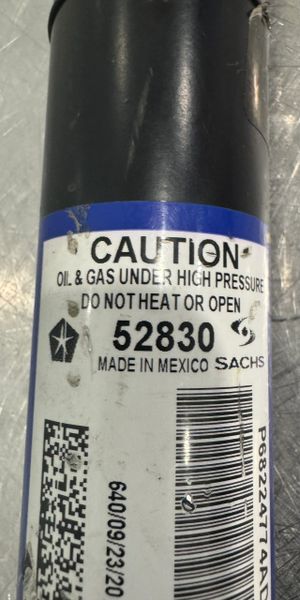 CAUTION
OIL & GAS UNDER HIGH PRESSURE
DO NOT HEAT OR OPEN
52830
MADE IN MEXICO SACHS
640/09/23/20
P68224774AD